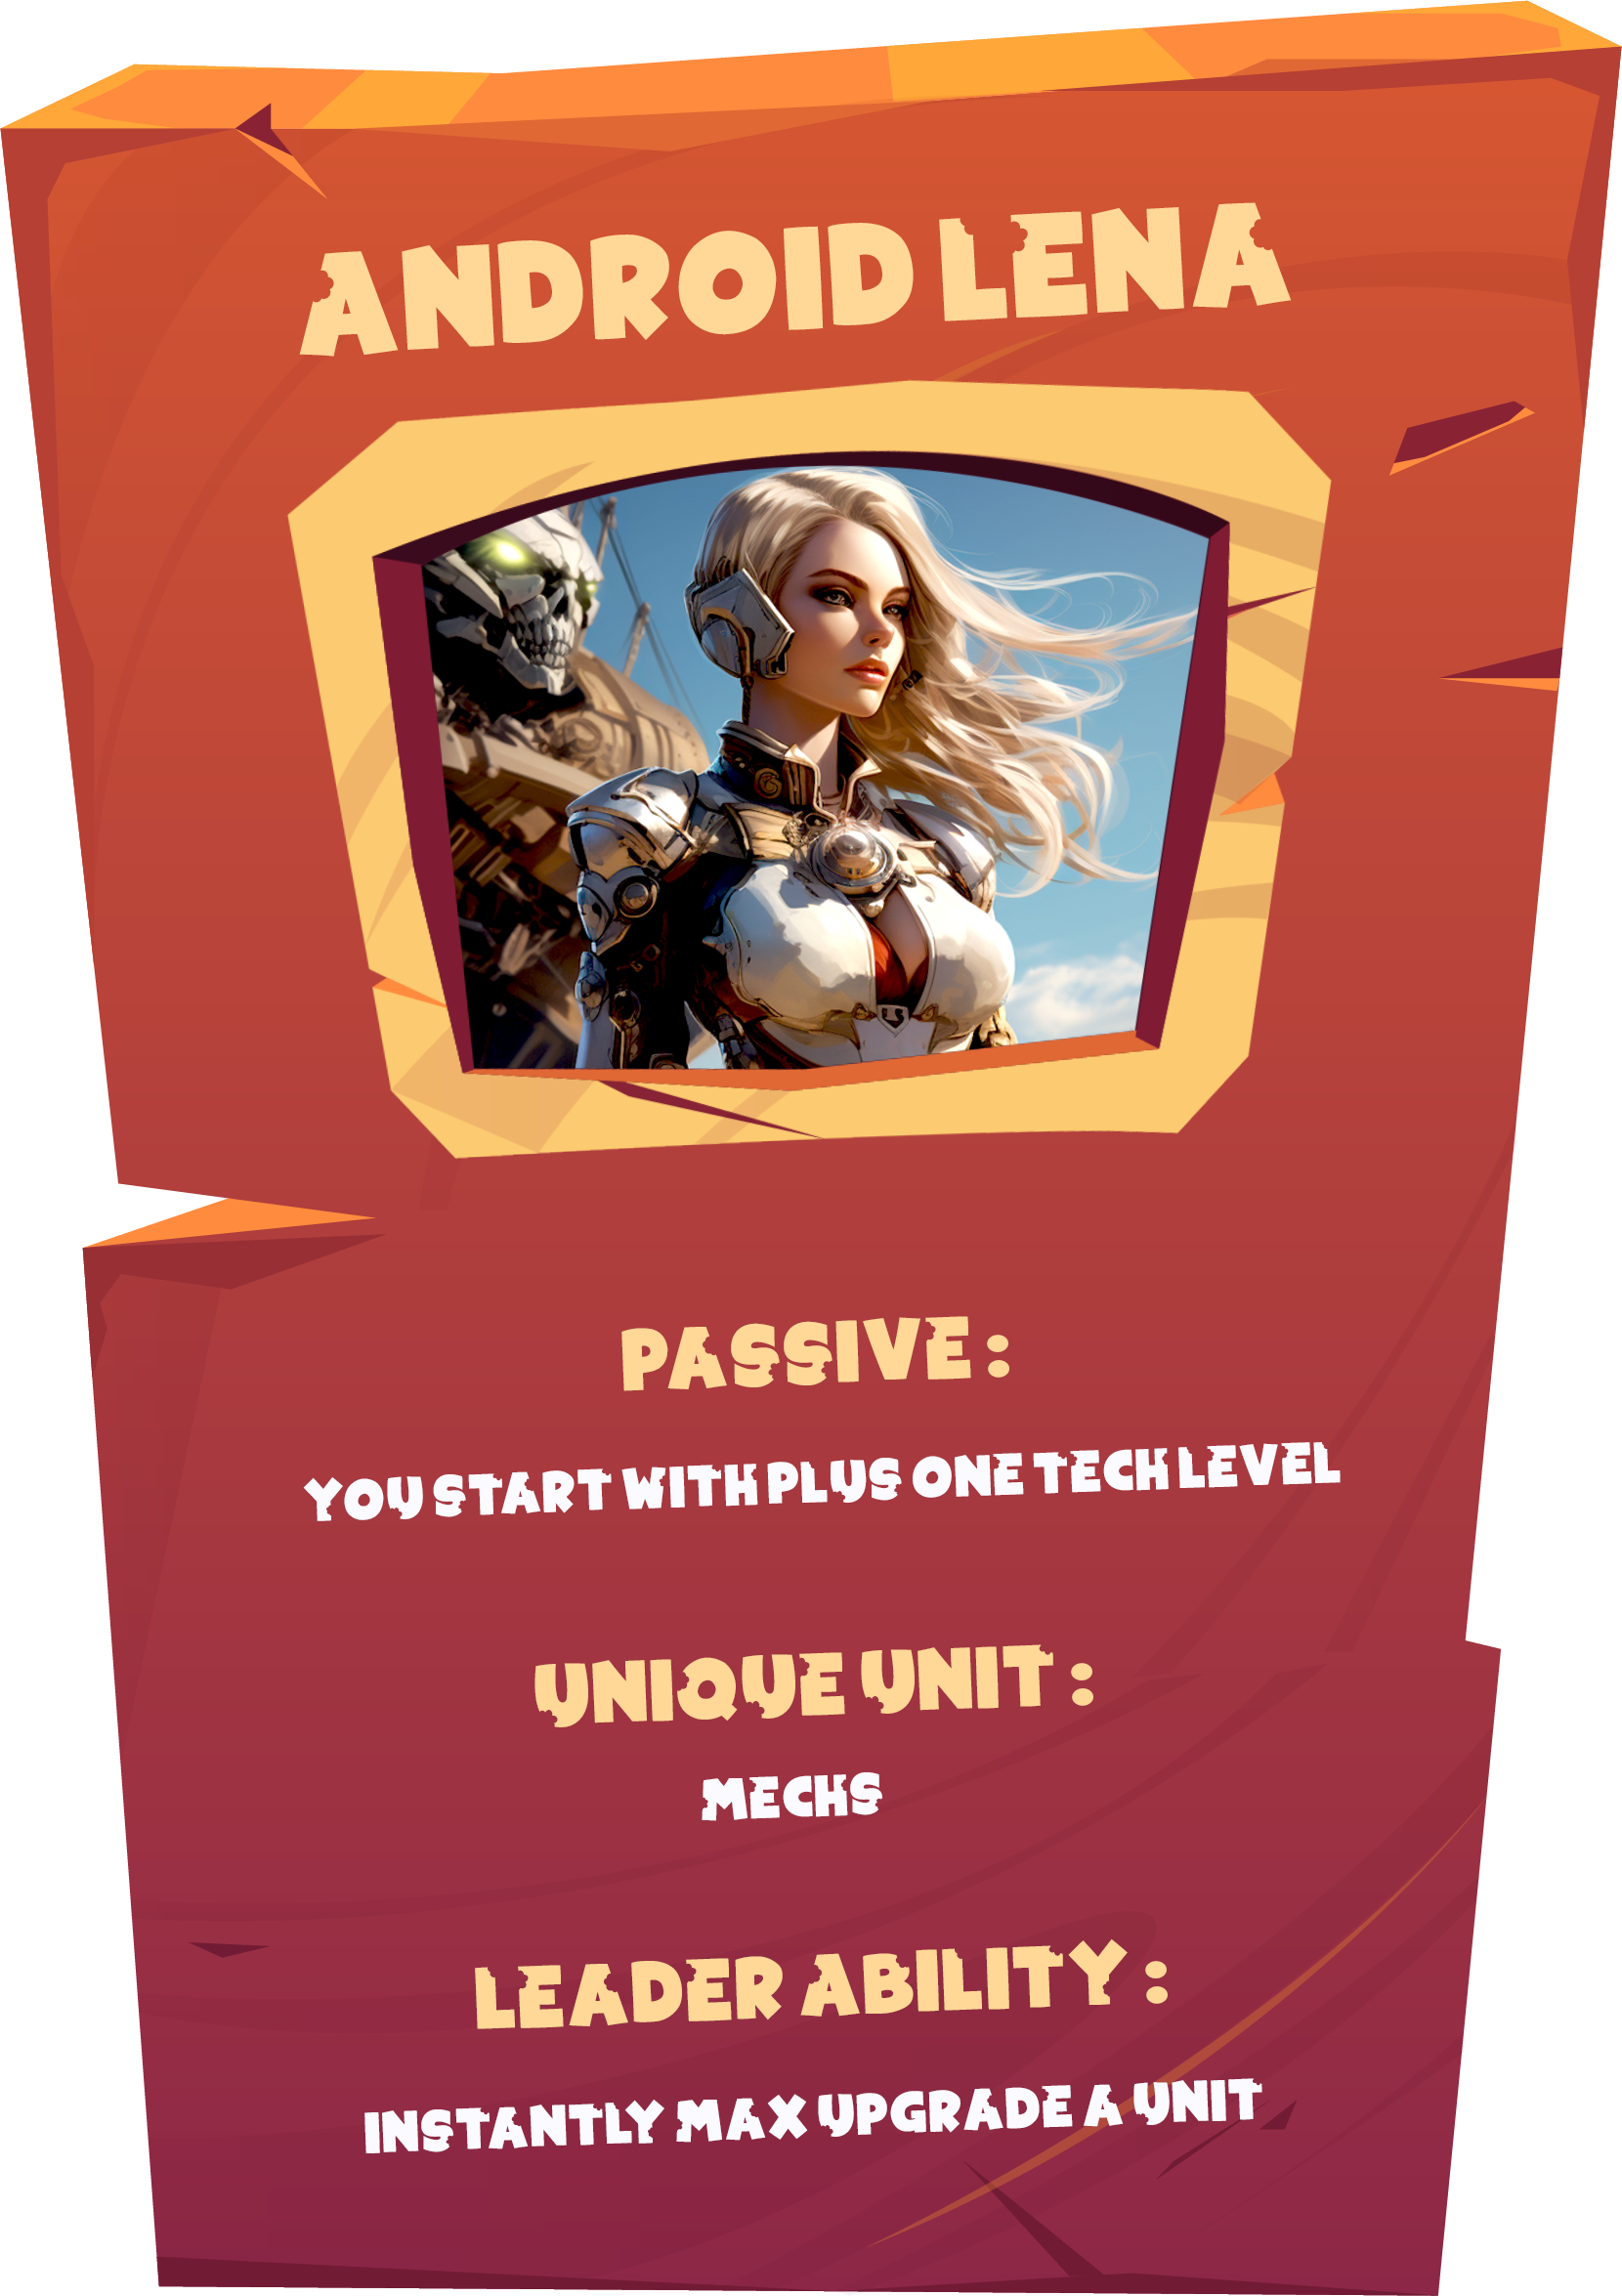 ANDROID LENA
PASSIVE :
YOU START WITH PLUS ONE TECH LEVEL
UNIQUE UNIT :
MECHS
LEADER ABILITY :
INSTANTLY MAX UPGRADE A UNIT